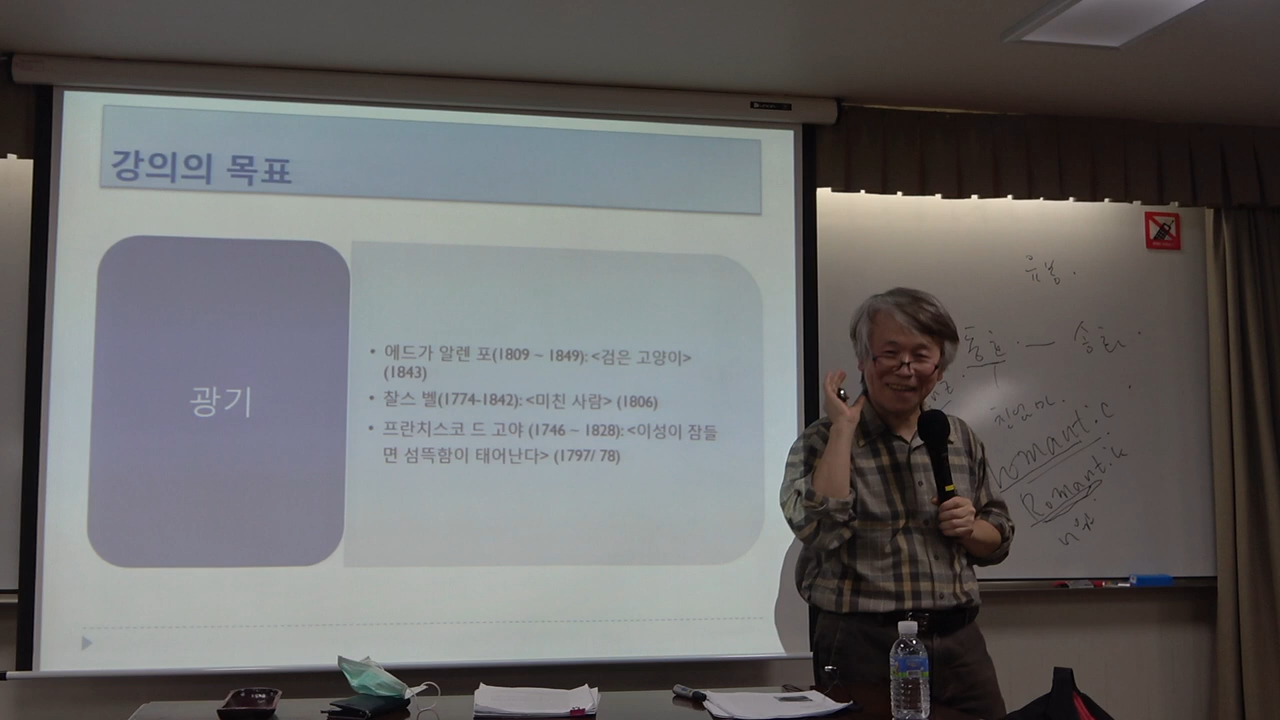 강의의 목표
광기
• 에드가 알렌 포(1809 ~ 1849): <검은 고양이>
(1843)
• 찰스 벨(1774-1842): <미친 사람> (1806)
• 프란치스코 드 고야 (1746 ~ 1828): <이성이 잠들
면 섬뜩함이 태어난다> (1797/ 78)
romantic
Romantik